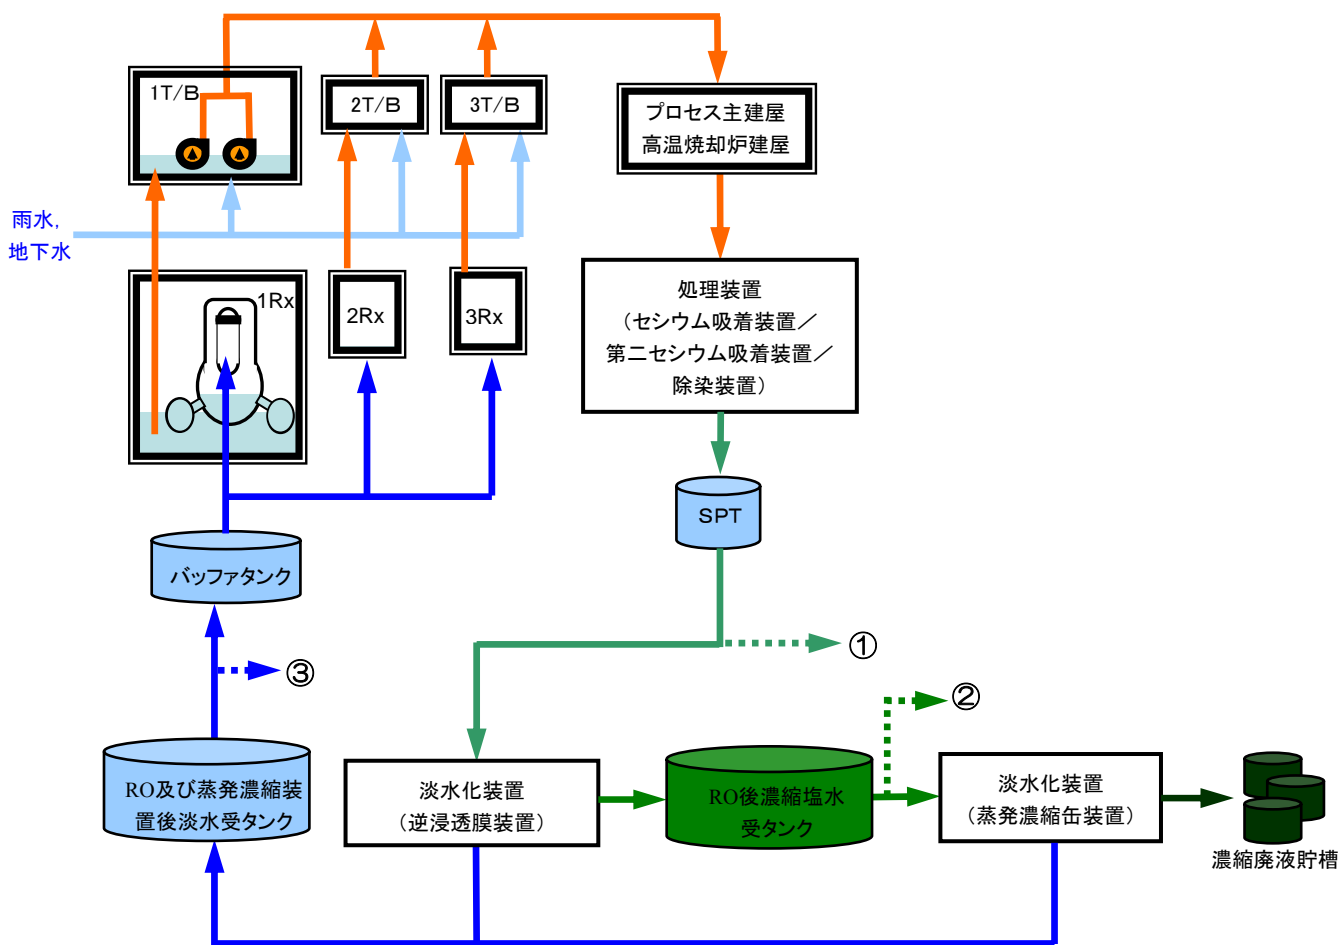 1T/B
2T/B
3T/B
プロセス主建屋
高温焼却炉建屋
雨水,
地下水
1Rx
2Rx
3Rx
処理装置
（セシウム吸着装置／
第二セシウム吸着装置／
除染装置）
SPT
バッファタンク
①
②
③
RO及び蒸発濃縮装
置後淡水受タンク
淡水化装置
（逆浸透膜装置）
RO後濃縮塩水
受タンク
淡水化装置
（蒸発濃縮缶装置）
濃縮廃液貯槽